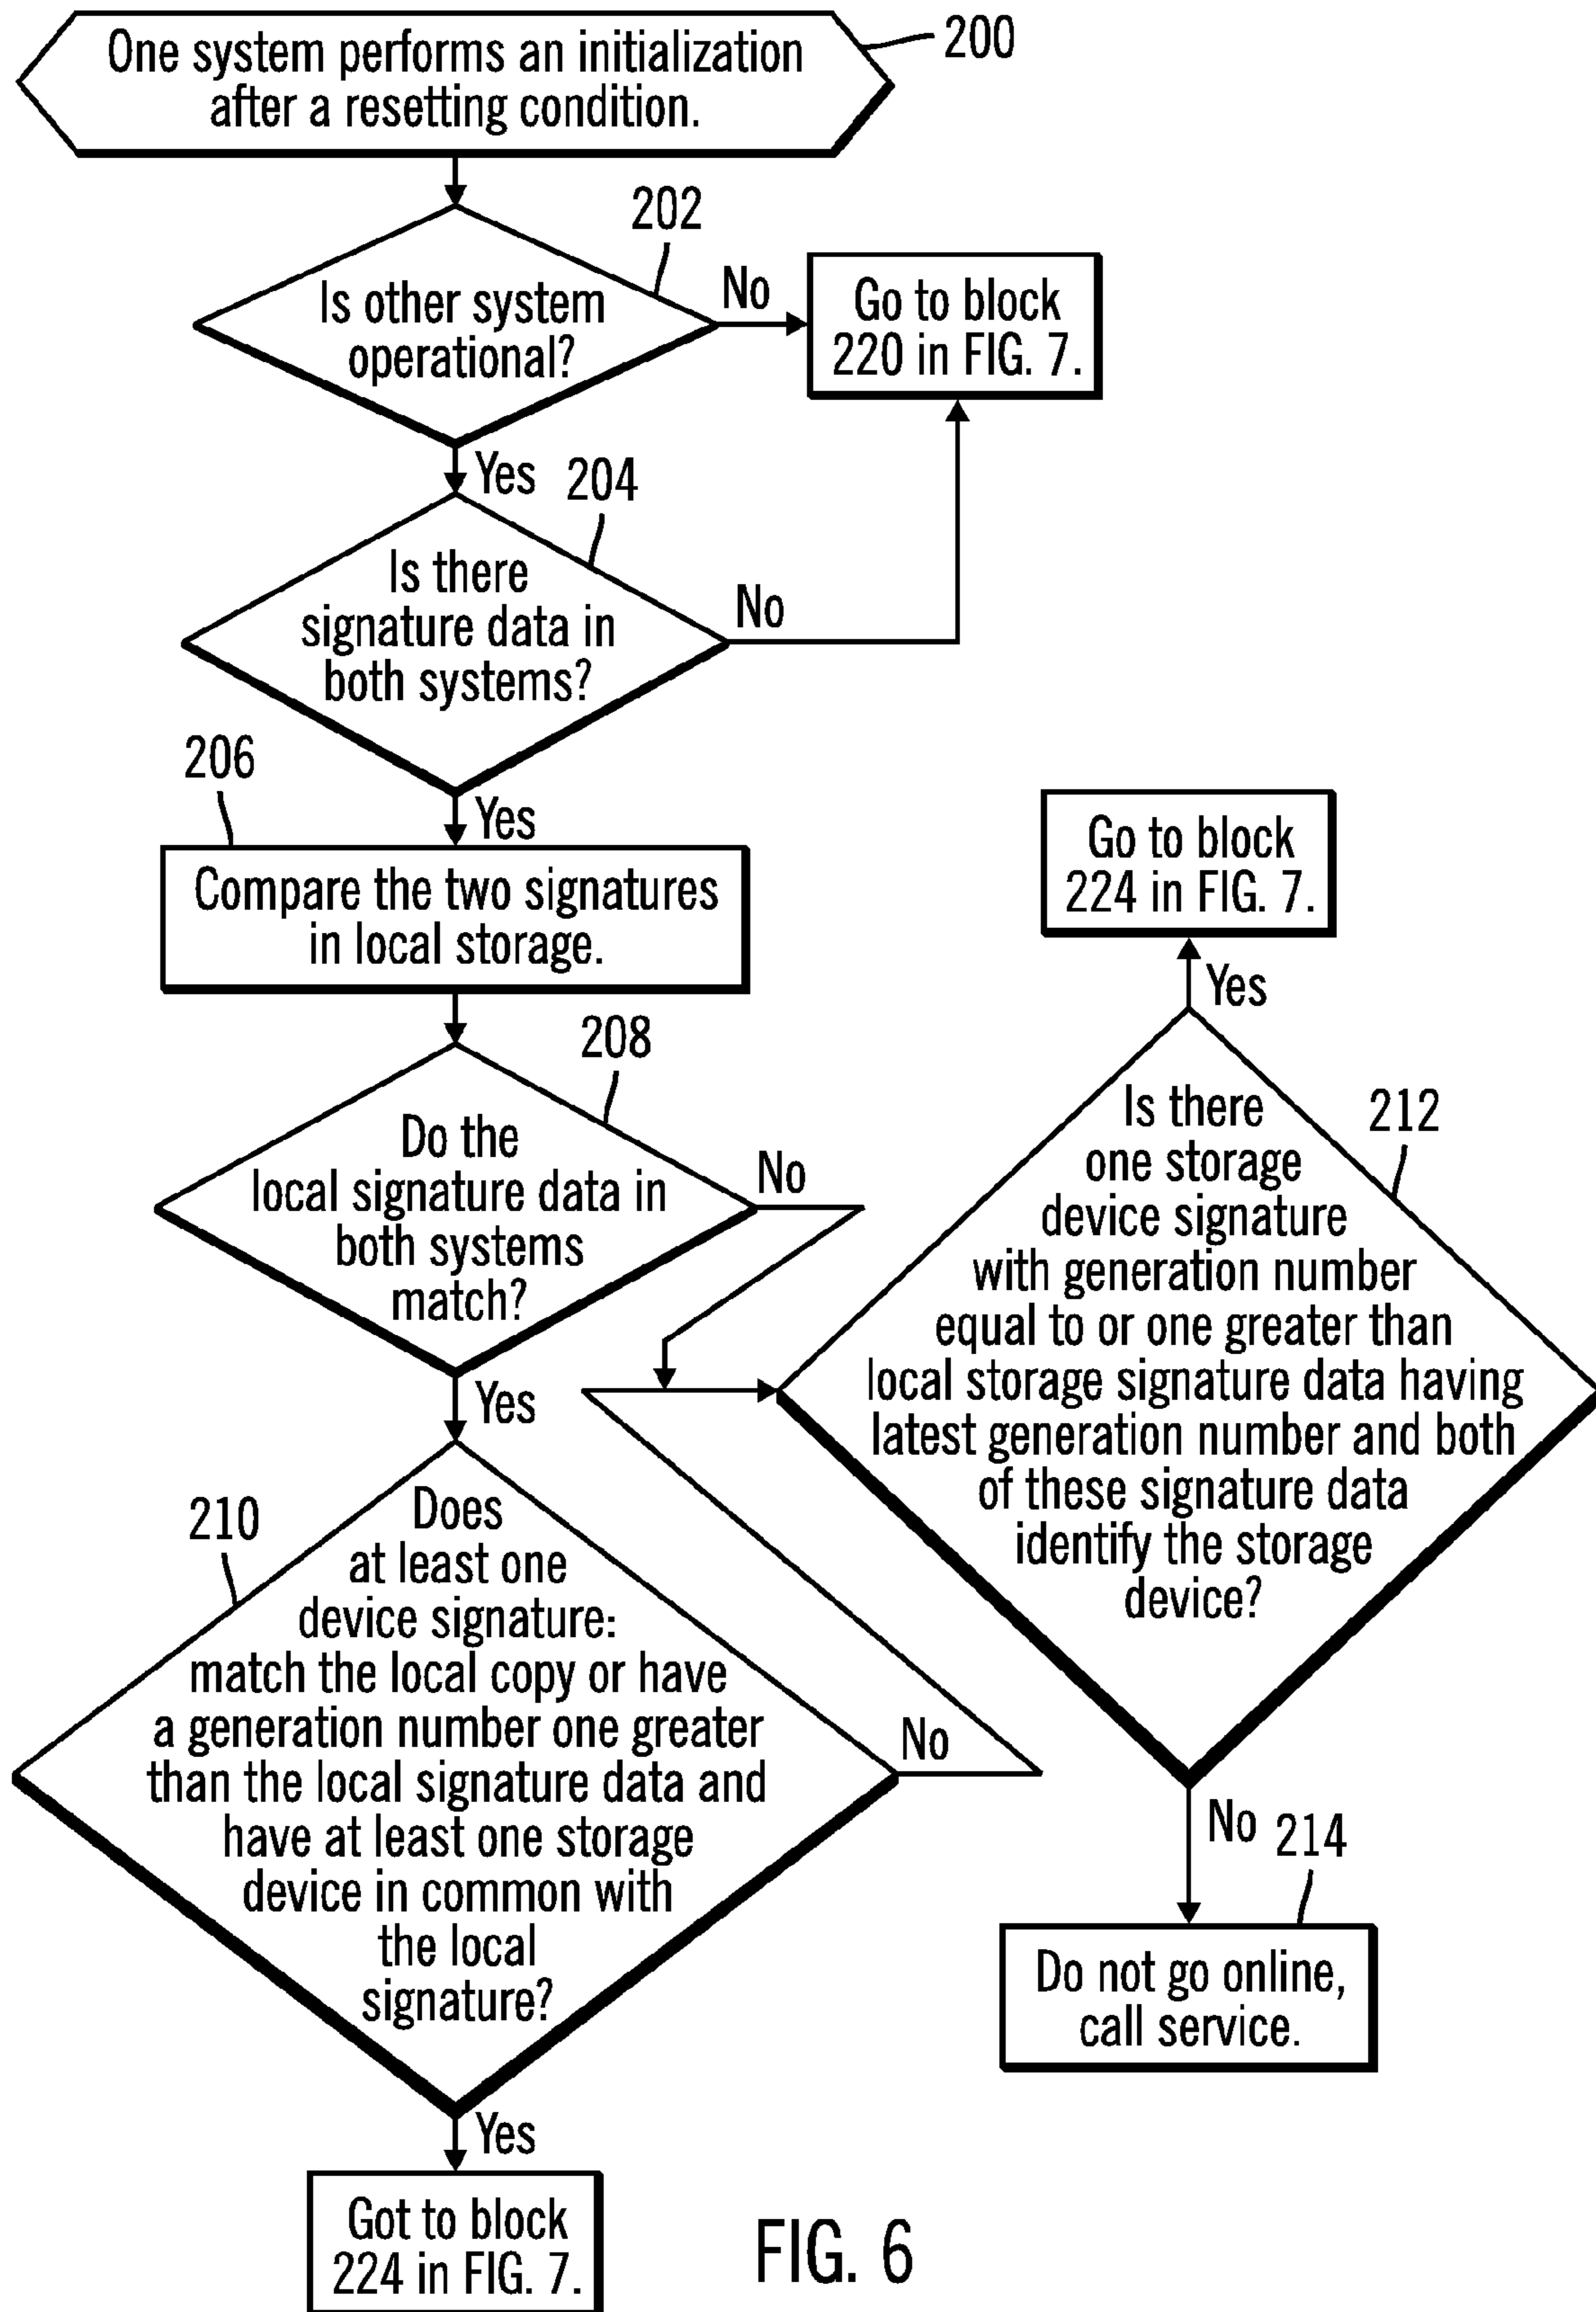 One system performs an initialization
after a resetting condition.
200
202
Is other system
operational?
No
Go to block
220 in FIG. 7.
Yes
204
Is there
signature data in
both systems?
No
Yes
206
Compare the two signatures
in local storage.
208
Do the
local signature data in
both systems
match?
No
Yes
210
Does
at least one
device signature:
match the local copy or have
a generation number one greater
than the local signature data and
have at least one storage
device in common with
the local
signature?
No
Yes
Got to block
224 in FIG. 7.
Go to block
224 in FIG. 7.
Yes
212
Is there
one storage
device signature
with generation number
equal to or one greater than
local storage signature data having
latest generation number and both
of these signature data
identify the storage
device?
No
214
Do not go online,
call service.
FIG. 6